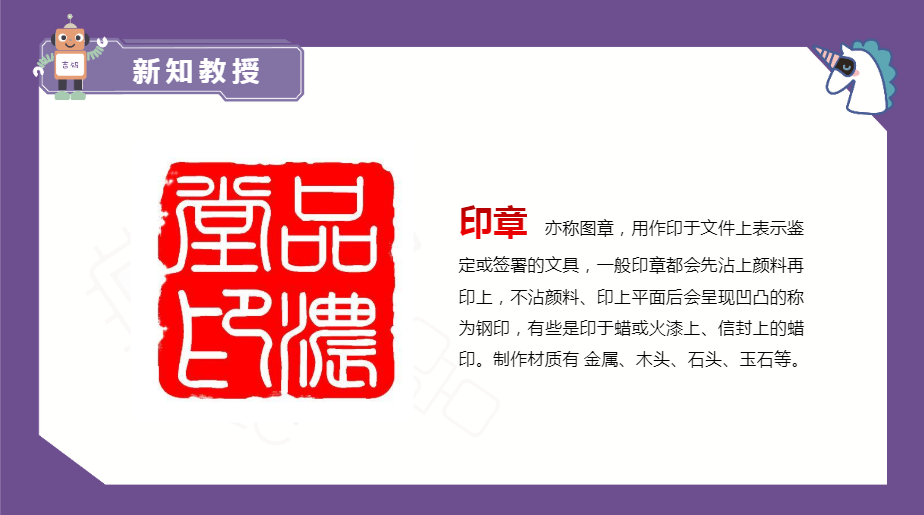 新知教授
品濃
堂印
印章 亦称图章，用作印于文件上表示鉴
定或签署的文具，一般印章都会先沾上颜料再
印上，不沾颜料、印上平面后会呈现凹凸的称
为钢印，有些是印于蜡或火漆上、信封上的蜡
印。制作材质有 金属、木头、石头、玉石等。